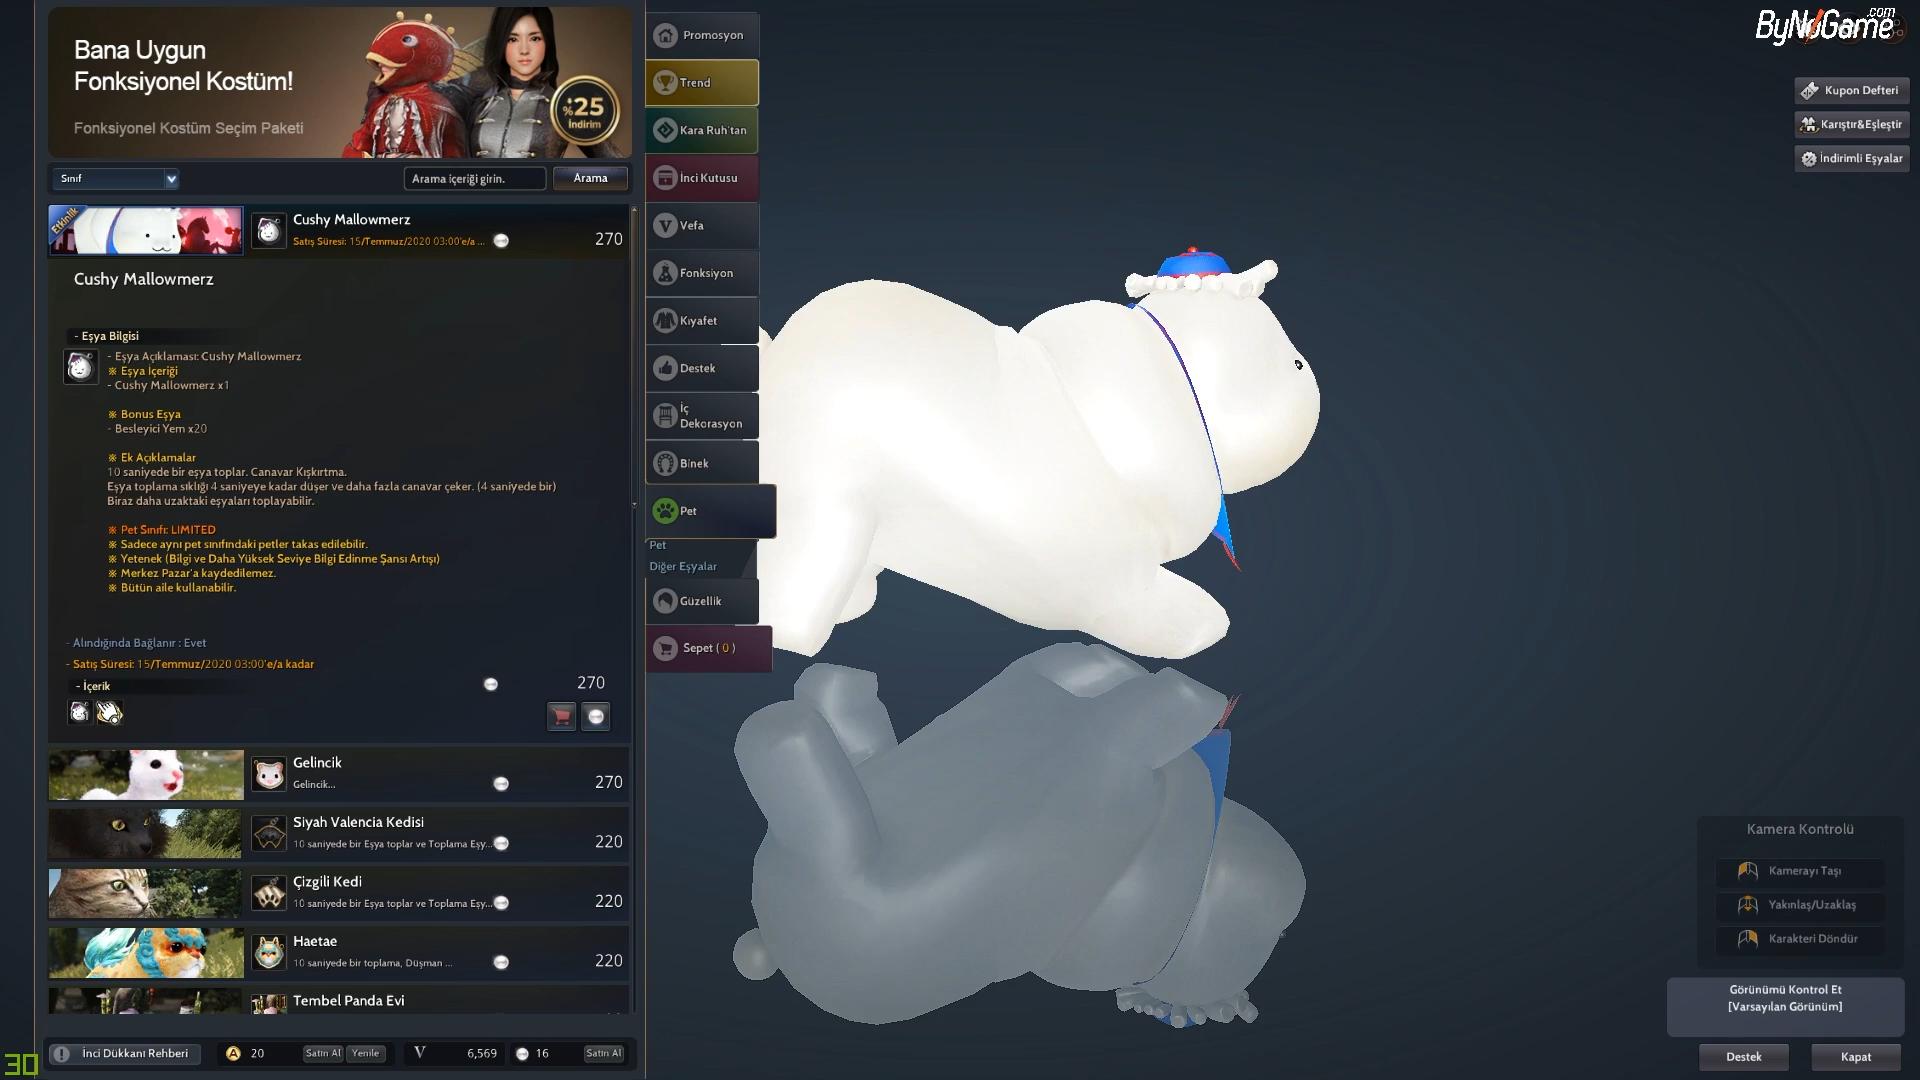 Bana Uygun
Fonksiyonel Kostüm!
Fonksiyonel Kostüm Seçim Paketi
%25
İndirim
Sınıf
Arama içeriği girin.
Arama
Etkinlik
Cushy Mallowmerz
Satış Süresi: 15/Temmuz/2020 03:00'e/a ...
270
Cushy Mallowmerz
- Eşya Bilgisi
- Eşya Açıklaması: Cushy Mallowmerz
※ Eşya İçeriği
- Cushy Mallowmerz x1
※ Bonus Eşya
- Besleyici Yem x20
※ Ek Açıklamalar
10 saniyede bir eşya toplar. Canavar Kışkırtma.
Eşya toplama sıklığı 4 saniyeye kadar düşer ve daha fazla canavar çeker. (4 saniyede bir)
Biraz daha uzaktaki eşyaları toplayabilir.
※ Pet Sınıfı: LIMITED
※ Sadece aynı pet sınıfındaki petler takas edilebilir.
※ Yetenek (Bilgi ve Daha Yüksek Seviye Bilgi Edinme Şansı Artışı)
※ Merkez Pazar'a kaydedilemez.
※ Bütün aile kullanabilir.
- Alındığında Bağlanır : Evet
- Satış Süresi: 15/Temmuz/2020 03:00'e/a kadar
- İçerik
270
Gelincik
Gelincik...
270
Siyah Valencia Kedisi
10 saniyede bir Eşya toplar ve Toplama Eşy...
220
Çizgili Kedi
10 saniyede bir Eşya toplar ve Toplama Eşy...
220
Haetae
10 saniyede bir toplama, Düşman ...
220
Tembel Panda Evi
İnci Dükkanı Rehberi
20
Satın Al
Yenile
V
6,569
16
Satın Al
30
Promosyon
Trend
Kara Ruh'tan
İnci Kutusu
Vefa
Fonksiyon
Kıyafet
Destek
İç
Dekorasyon
Binek
Pet
Pet
Diğer Eşyalar
Güzellik
Sepet ( 0 )
ByNoGame.com
Kupon Defteri
Karıştır&Eşleştir
İndirimli Eşyalar
Kamera Kontrolü
Kamerayı Taşı
Yakınlaş/Uzaklaş
Karakteri Döndür
Görünümü Kontrol Et
[Varsayılan Görünüm]
Destek
Kapat